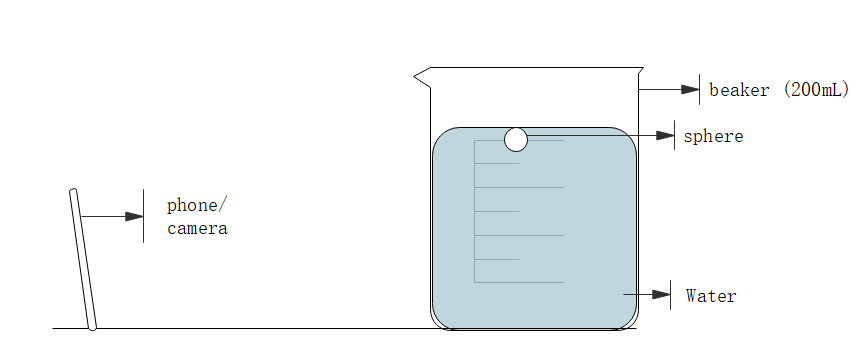 beaker (200mL)
sphere
phone/
camera
Water